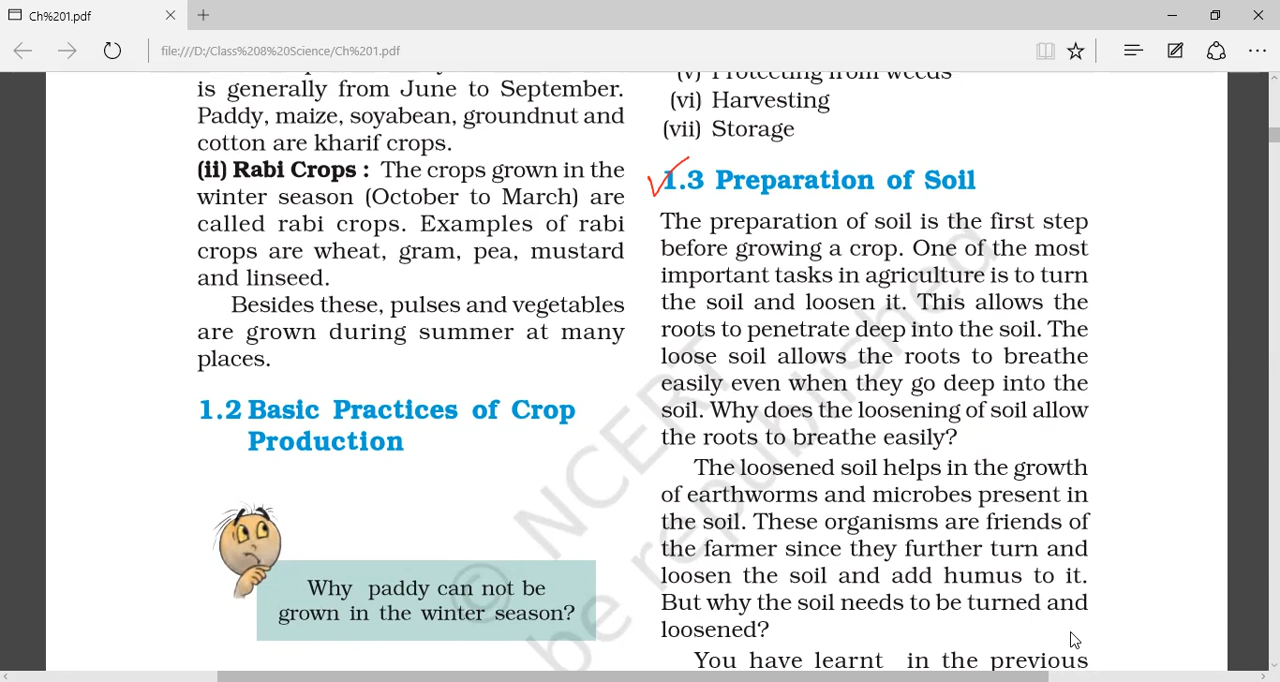 Ch%201.pdf
file:///D:/Class%208%20Science/Ch%201.pdf
is generally from June to September.
Paddy, maize, soyabean, groundnut and
cotton are kharif crops.
(ii) Rabi Crops : The crops grown in the
winter season (October to March) are
called rabi crops. Examples of rabi
crops are wheat, gram, pea, mustard
and linseed.
Besides these, pulses and vegetables
are grown during summer at many
places.
1.2 Basic Practices of Crop
Production
Why paddy can not be
grown in the winter season?
(v) Protecting from weeds
(vi) Harvesting
(vii) Storage
1.3 Preparation of Soil
The preparation of soil is the first step
before growing a crop. One of the most
important tasks in agriculture is to turn
the soil and loosen it. This allows the
roots to penetrate deep into the soil. The
loose soil allows the roots to breathe
easily even when they go deep into the
soil. Why does the loosening of soil allow
the roots to breathe easily?
The loosened soil helps in the growth
of earthworms and microbes present in
the soil. These organisms are friends of
the farmer since they further turn and
loosen the soil and add humus to it.
But why the soil needs to be turned and
loosened?
You have learnt in the previous
© NCERT
be republished